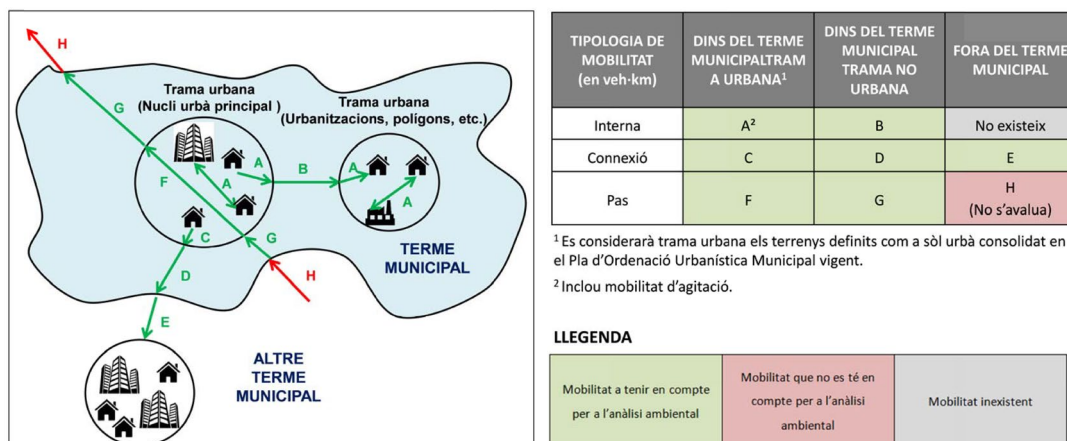 H
G
Trama urbana
(Nucli urbà principal )
Trama urbana
(Urbanitzacions, polígons, etc.)
A
B
A
F
A
A
C
G
D
TERME
MUNICIPAL
H
E
ALTRE
TERME
MUNICIPAL
TIPOLOGIA DE
MOBILITAT
(en veh·km)
DINS DEL TERME
MUNICIPALTRAM
A URBANA¹
DINS DEL TERME
MUNICIPAL
TRAMA NO
URBANA
FORA DEL TERME
MUNICIPAL
Interna
A²
B
No existeix
Connexió
C
D
E
Pas
F
G
H
(No s’avalua)
¹ Es considerarà trama urbana els terrenys definits com a sòl urbà consolidat en
el Pla d’Ordenació Urbanística Municipal vigent.
² Inclou mobilitat d’agitació.
LLEGENDA
Mobilitat a tenir en compte
per a l’anàlisi ambiental
Mobilitat que no es té en
compte per a l’anàlisi
ambiental
Mobilitat inexistent